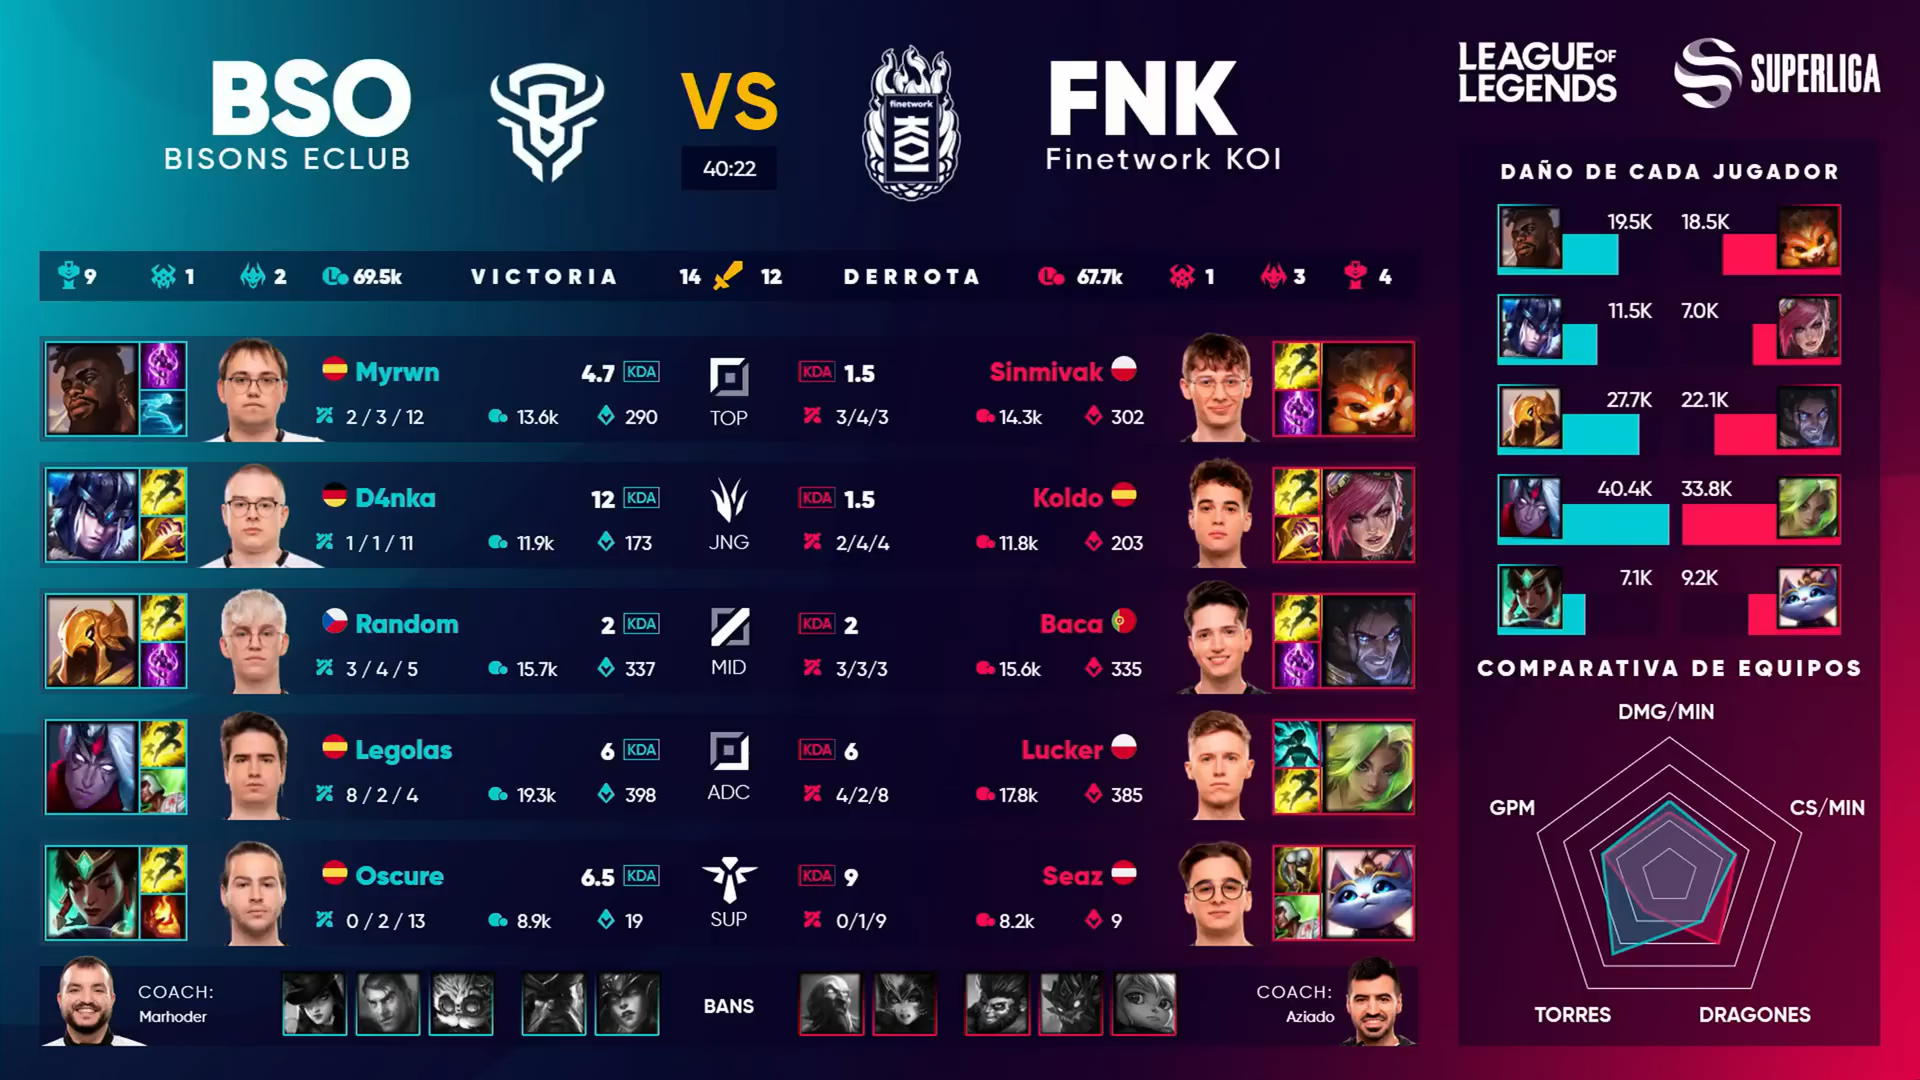 BSO
BISONS ECLUB
VS
40:22
finetwork
KOI
FNK
Finetwork KOI
LEAGUE OF
LEGENDS
SUPERLIGA
9 1 2 69.5k VICTORIA 14 12 DERROTA 67.7k 1 3 4
Myrwn 4.7 KDA TOP KDA 1.5 Sinmivak
2 / 3 / 12 13.6k 290 3/4/3 14.3k 302
D4nka 12 KDA JNG KDA 1.5 Koldo
1 / 1 / 11 11.9k 173 2/4/4 11.8k 203
Random 2 KDA MID KDA 2 Baca
3 / 4 / 5 15.7k 337 3/3/3 15.6k 335
Legolas 6 KDA ADC KDA 6 Lucker
8 / 2 / 4 19.3k 398 4/2/8 17.8k 385
Oscure 6.5 KDA SUP KDA 9 Seaz
0 / 2 / 13 8.9k 19 0/1/9 8.2k 9
COACH:
Marhoder
BANS
COACH:
Aziado
DAÑO DE CADA JUGADOR
19.5K 18.5K
11.5K 7.0K
27.7K 22.1K
40.4K 33.8K
7.1K 9.2K
COMPARATIVA DE EQUIPOS
DMG/MIN
GPM CS/MIN
TORRES DRAGONES